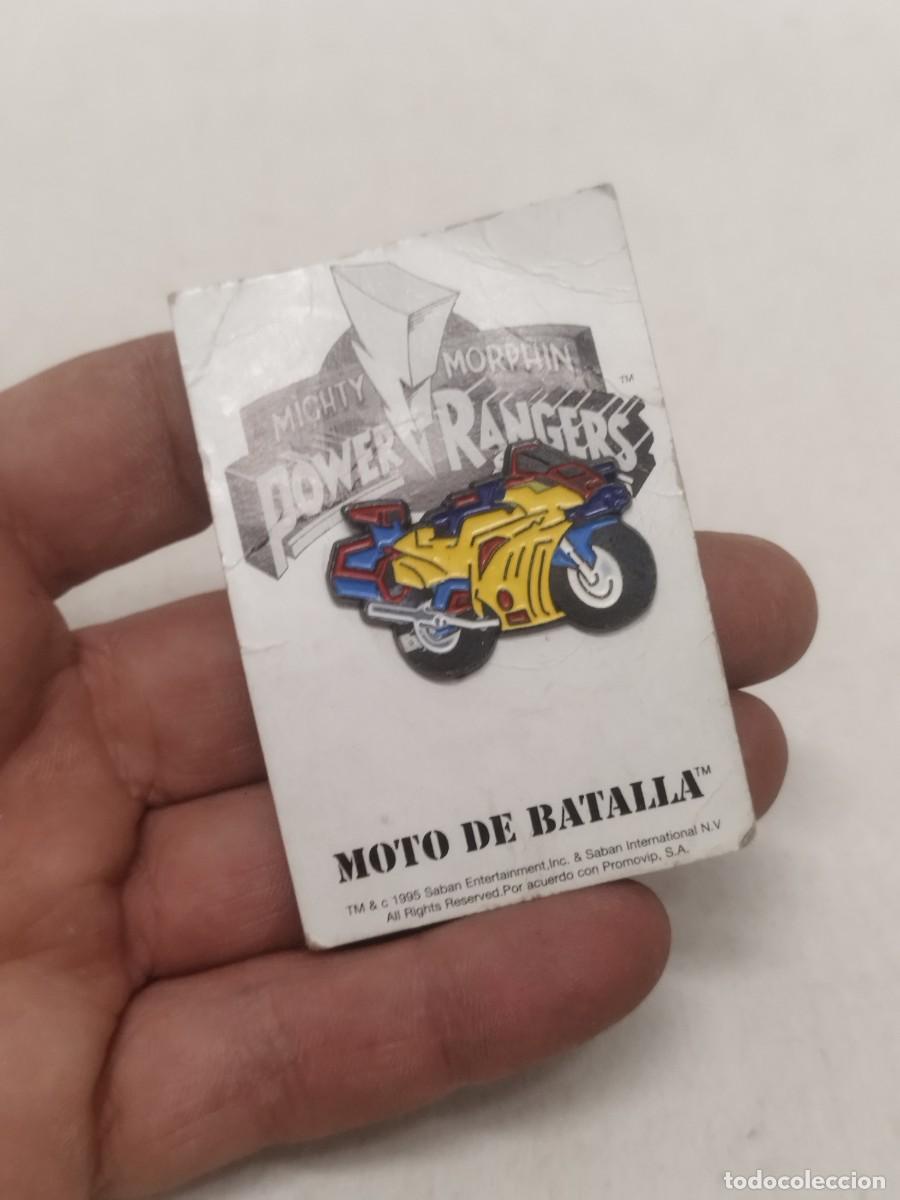 MIGHTY MORPHIN
TM
POWER RANGERS
MOTO DE BATALLA™
TM & c 1995 Saban Entertainment,Inc. & Saban International N.V
All Rights Reserved.Por acuerdo con Promovip, S.A.
todocoleccion